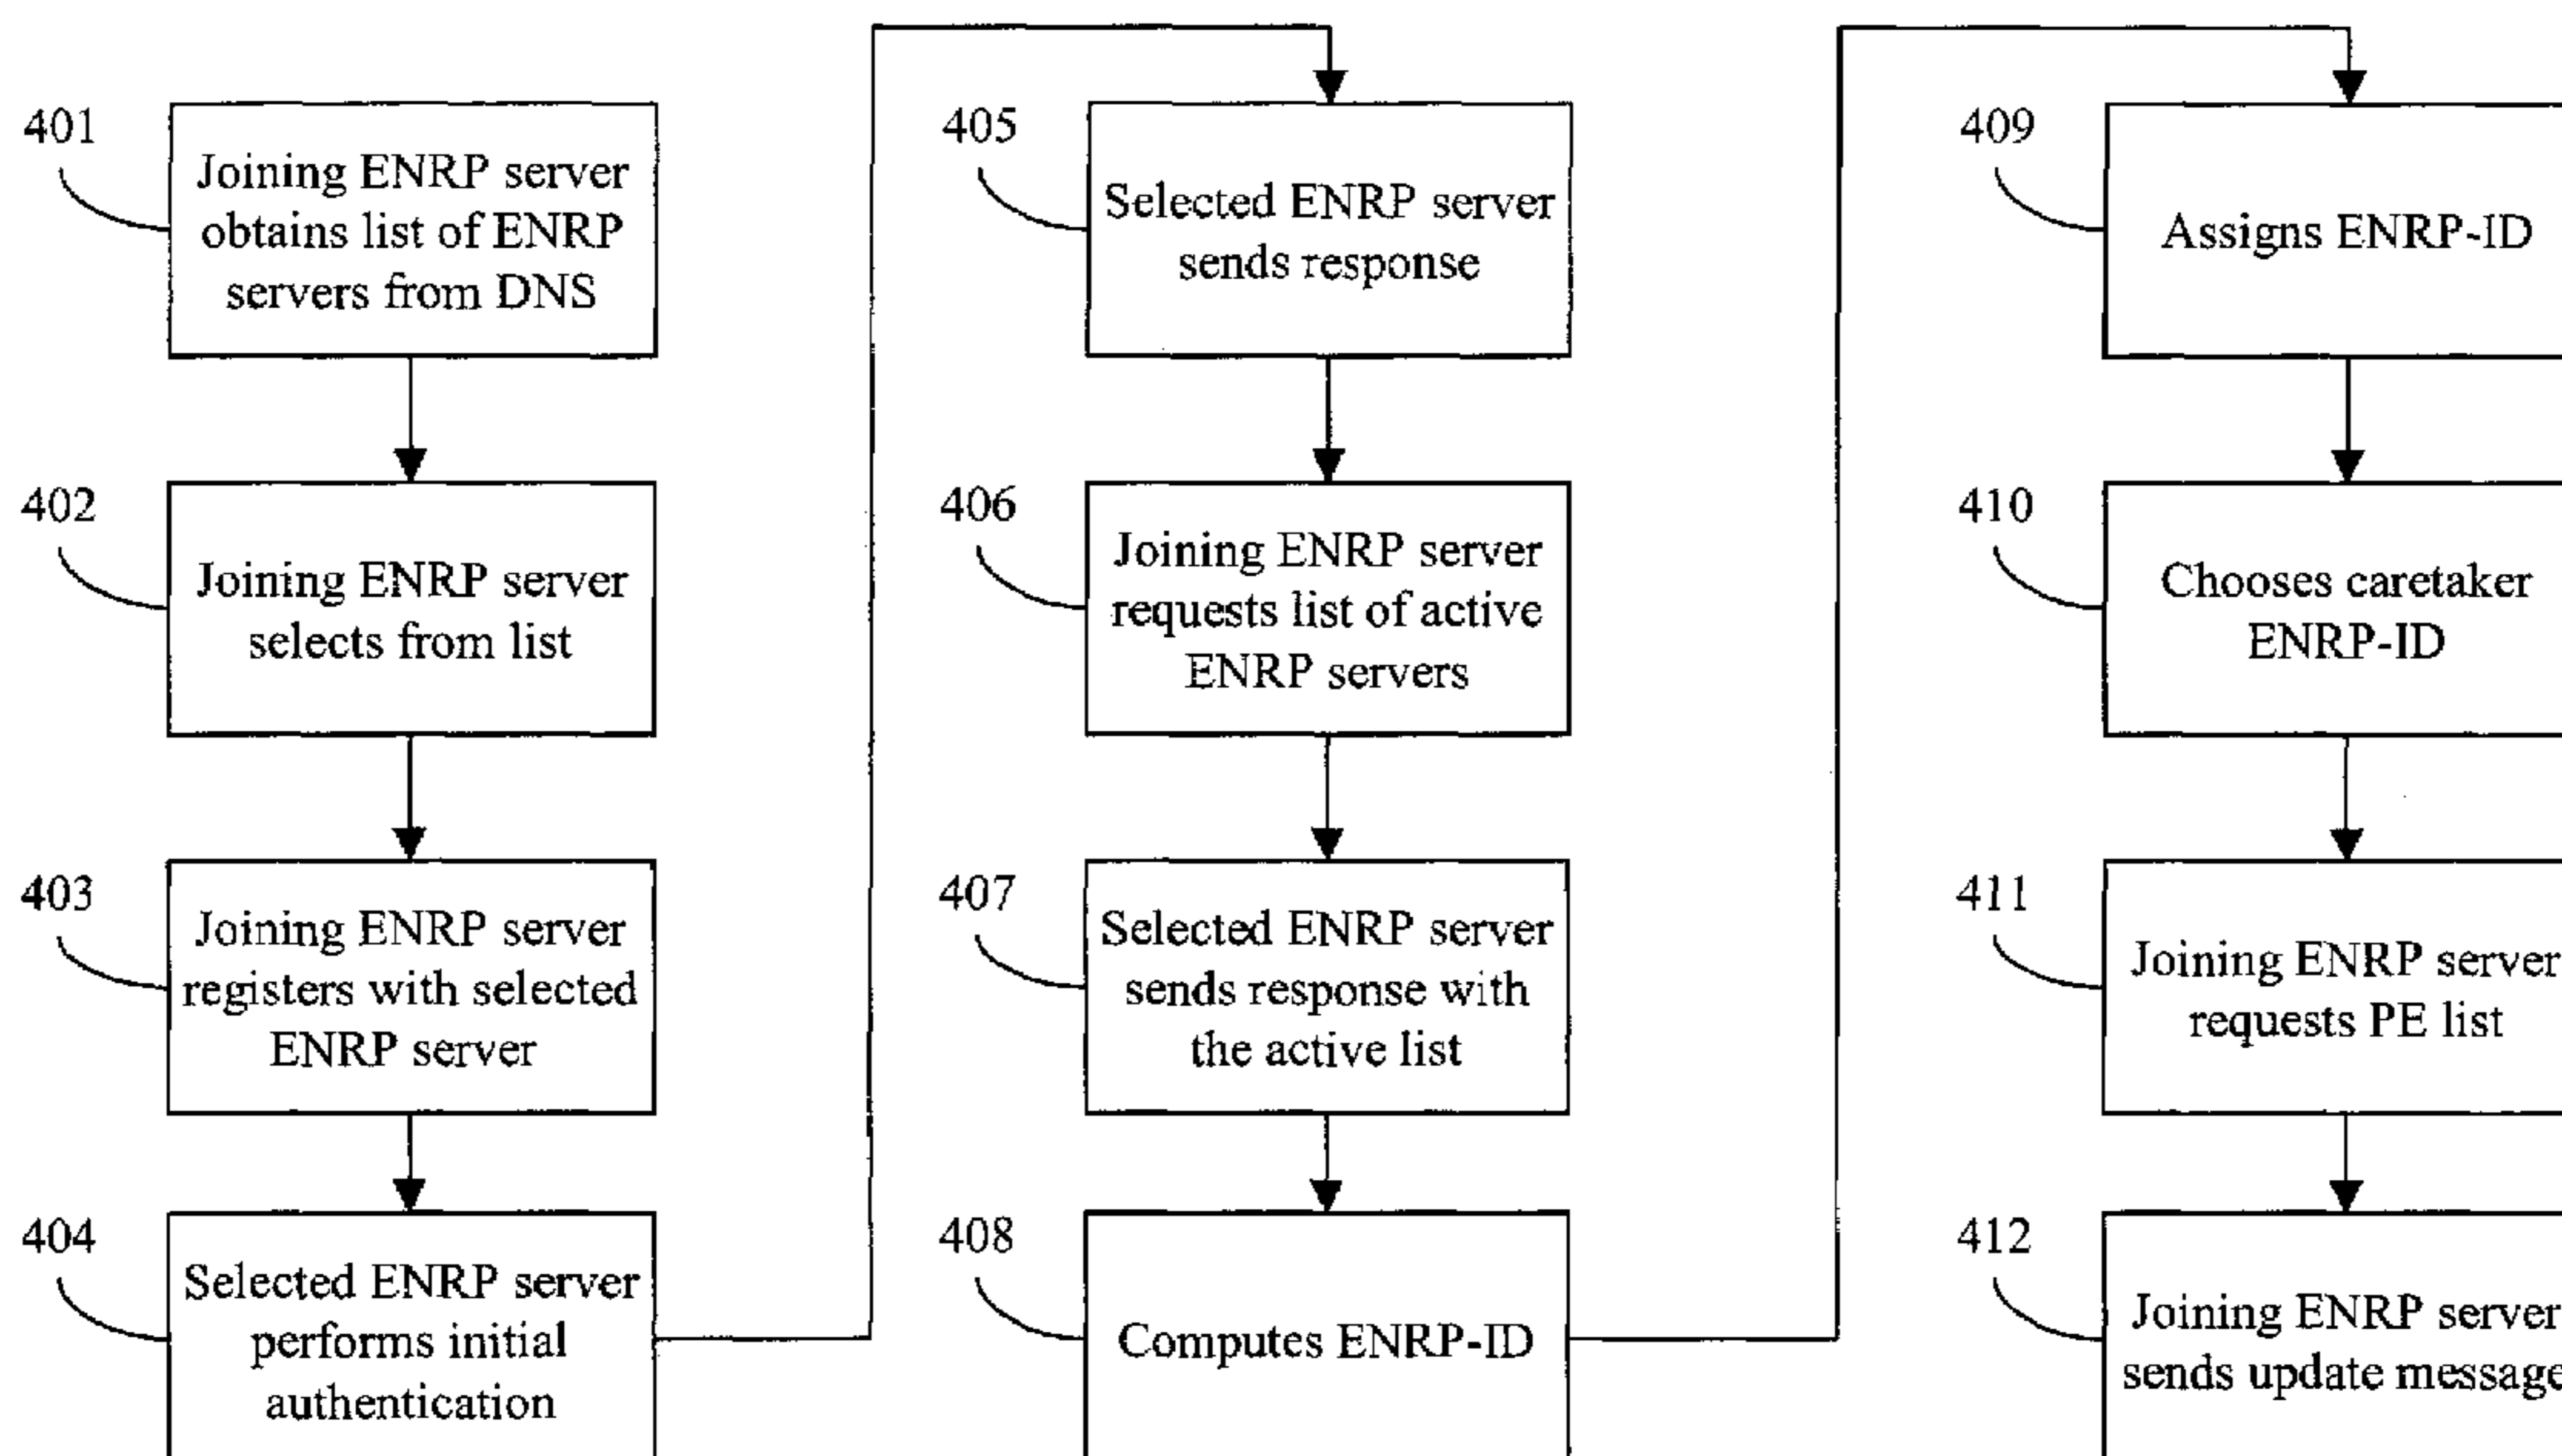 401
Joining ENRP server
obtains list of ENRP
servers from DNS
402
Joining ENRP server
selects from list
403
Joining ENRP server
registers with selected
ENRP server
404
Selected ENRP server
performs initial
authentication
405
Selected ENRP server
sends response
406
Joining ENRP server
requests list of active
ENRP servers
407
Selected ENRP server
sends response with
the active list
408
Computes ENRP-ID
409
Assigns ENRP-ID
410
Chooses caretaker
ENRP-ID
411
Joining ENRP server
requests PE list
412
Joining ENRP server
sends update message